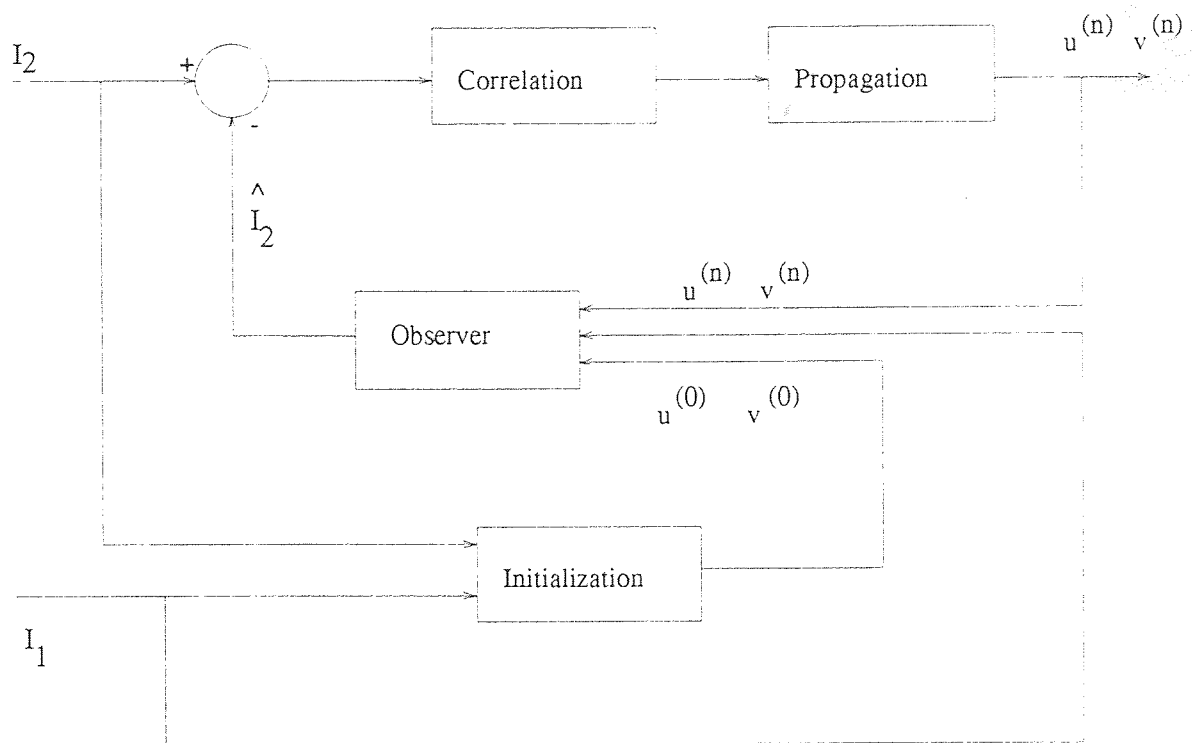 I2
+
-
Correlation
Propagation
u(n) v(n)
^
I2
Observer
u(n) v(n)
u(0) v(0)
Initialization
I1